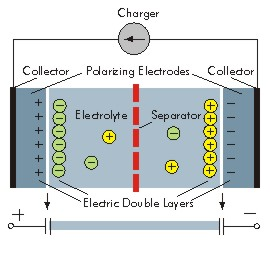 Charger
Collector Polarizing Electrodes Collector
Electrolyte Separator
Electric Double Layers
+ −